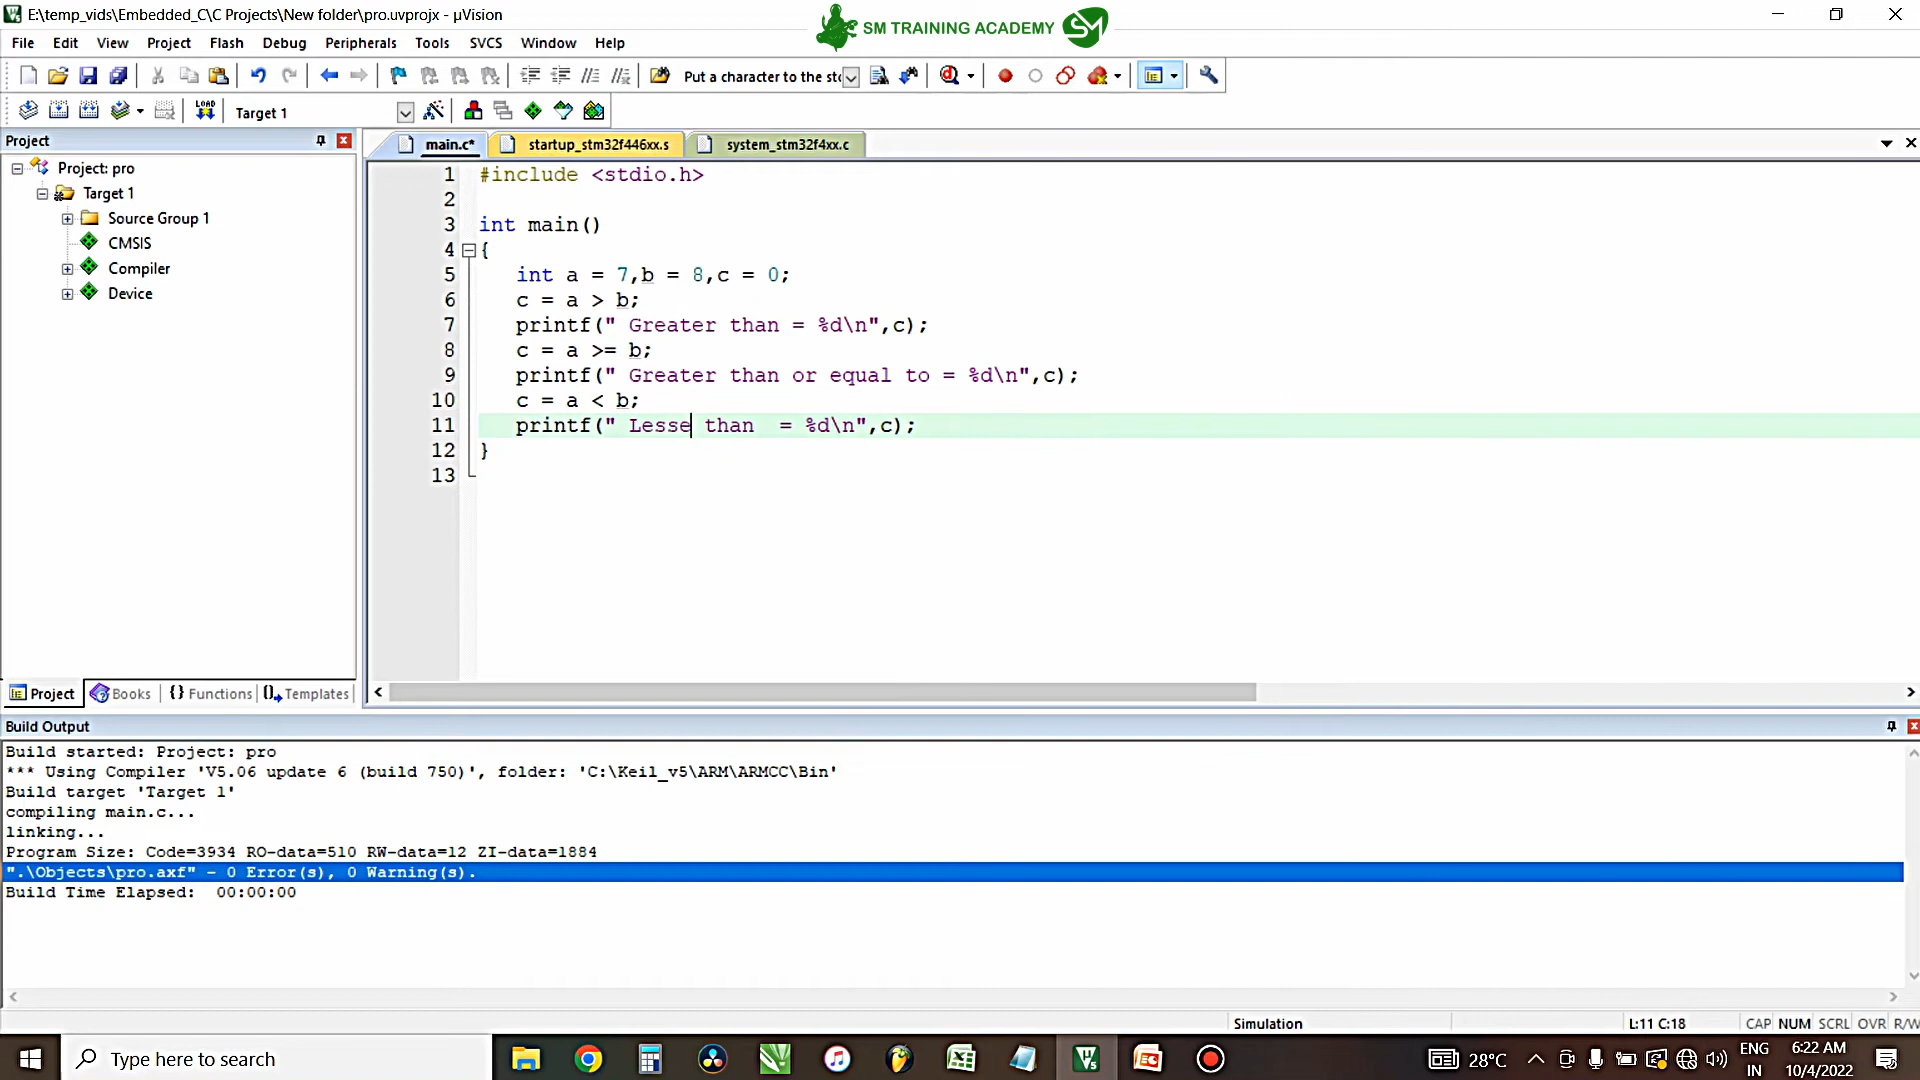 E:\temp_vids\Embedded_C\C Projects\New folder\pro.uvprojx - µVision
SM TRAINING ACADEMY SM
File Edit View Project Flash Debug Peripherals Tools SVCS Window Help
Put a character to the st
LOAD Target 1
Project
main.c* startup_stm32f446xx.s system_stm32f4xx.c
Project: pro
Target 1
Source Group 1
CMSIS
Compiler
Device
1 #include <stdio.h>
2
3 int main()
4 {
5 int a = 7,b = 8,c = 0;
6 c = a > b;
7 printf(" Greater than = %d\n",c);
8 c = a >= b;
9 printf(" Greater than or equal to = %d\n",c);
10 c = a < b;
11 printf(" Lesse than  = %d\n",c);
12 }
13
Project Books {} Functions Templates
Build Output
Build started: Project: pro
*** Using Compiler 'V5.06 update 6 (build 750)', folder: 'C:\Keil_v5\ARM\ARMCC\Bin'
Build target 'Target 1'
compiling main.c...
linking...
Program Size: Code=3934 RO-data=510 RW-data=12 ZI-data=1884
".\Objects\pro.axf" - 0 Error(s), 0 Warning(s).
Build Time Elapsed:  00:00:00
Simulation L:11 C:18 CAP NUM SCRL OVR R/W
Type here to search 28°C ENG IN 6:22 AM 10/4/2022